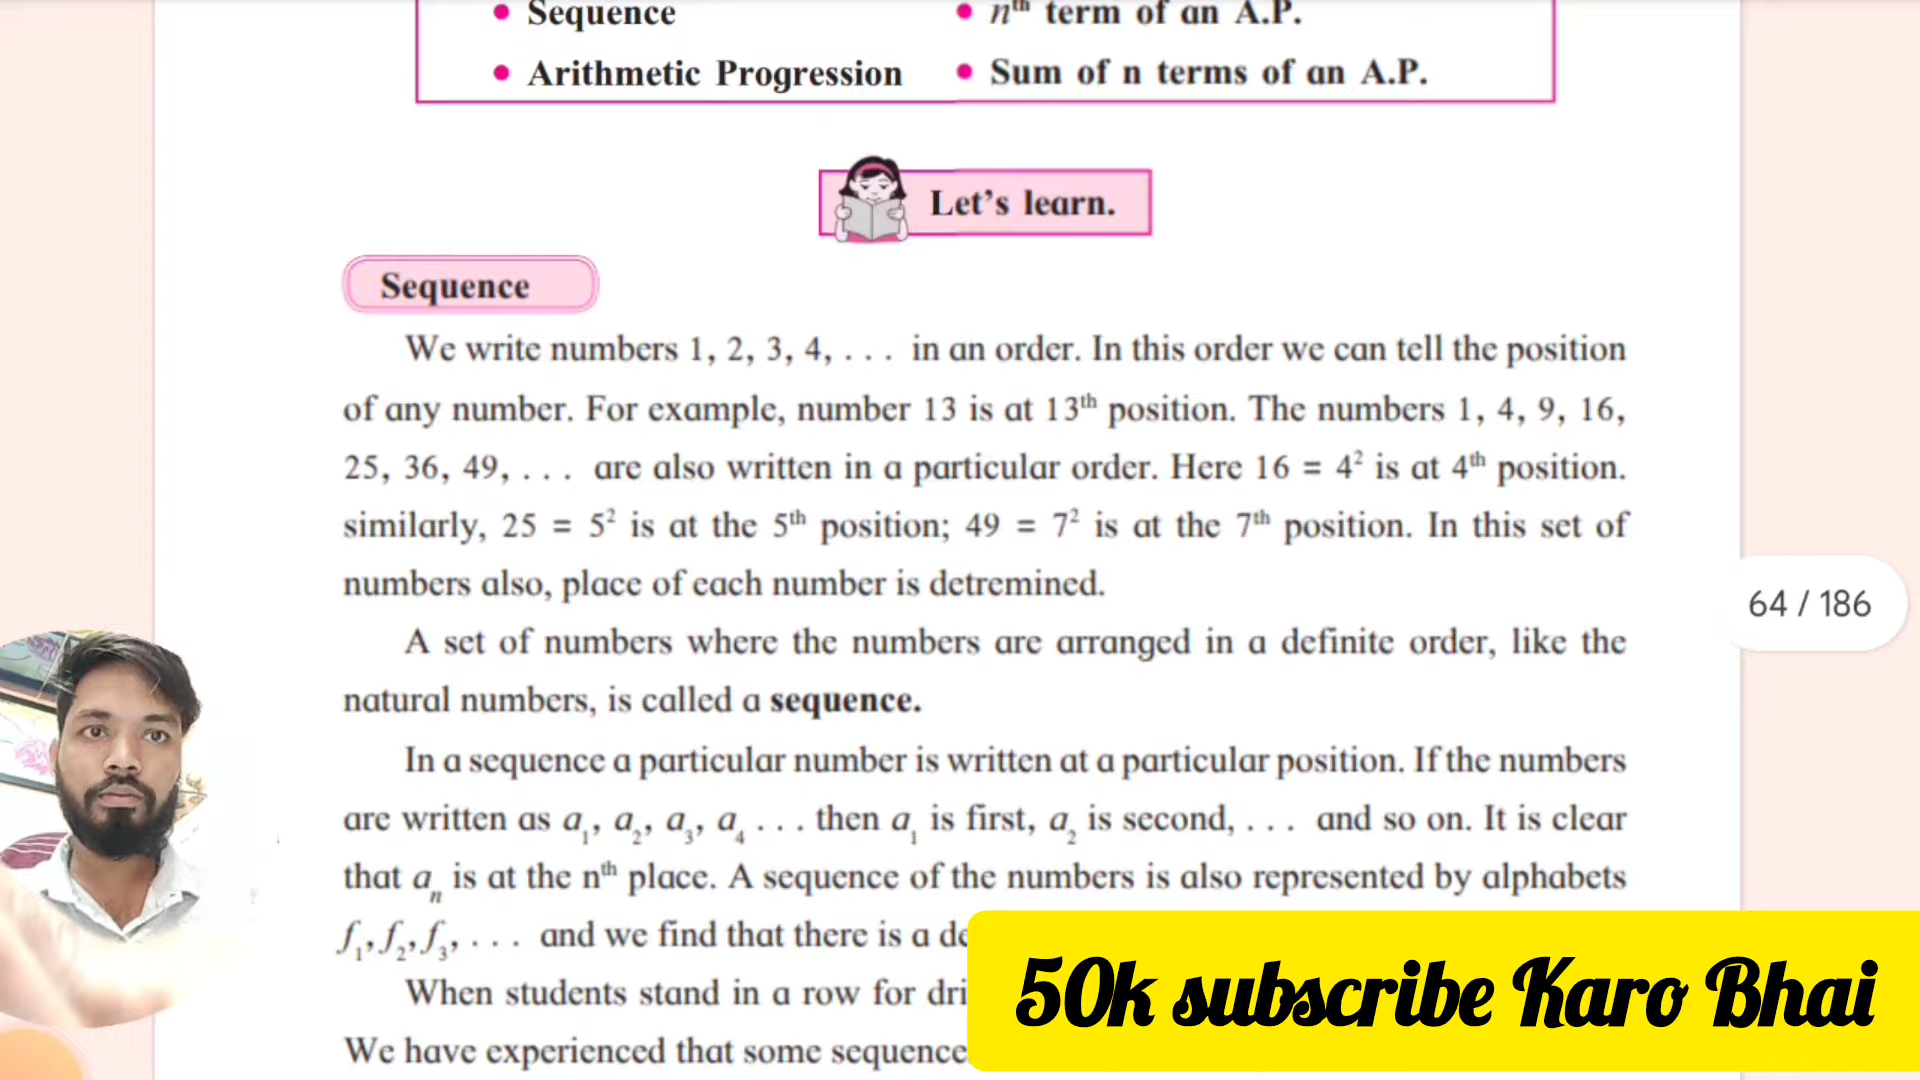 • Sequence
• nᵗʰ term of an A.P.
• Arithmetic Progression
• Sum of n terms of an A.P.
Let’s learn.
Sequence
We write numbers 1, 2, 3, 4, . . . in an order. In this order we can tell the position
of any number. For example, number 13 is at 13ᵗʰ position. The numbers 1, 4, 9, 16,
25, 36, 49, . . . are also written in a particular order. Here 16 = 4² is at 4ᵗʰ position.
similarly, 25 = 5² is at the 5ᵗʰ position; 49 = 7² is at the 7ᵗʰ position. In this set of
numbers also, place of each number is detremined.
A set of numbers where the numbers are arranged in a definite order, like the
natural numbers, is called a sequence.
In a sequence a particular number is written at a particular position. If the numbers
are written as a₁, a₂, a₃, a₄ . . . then a₁ is first, a₂ is second, . . . and so on. It is clear
that aₙ is at the nᵗʰ place. A sequence of the numbers is also represented by alphabets
f₁, f₂, f₃, . . . and we find that there is a
When students stand in a row for
We have experienced that some sequence
64 / 186
50k subscribe Karo Bhai